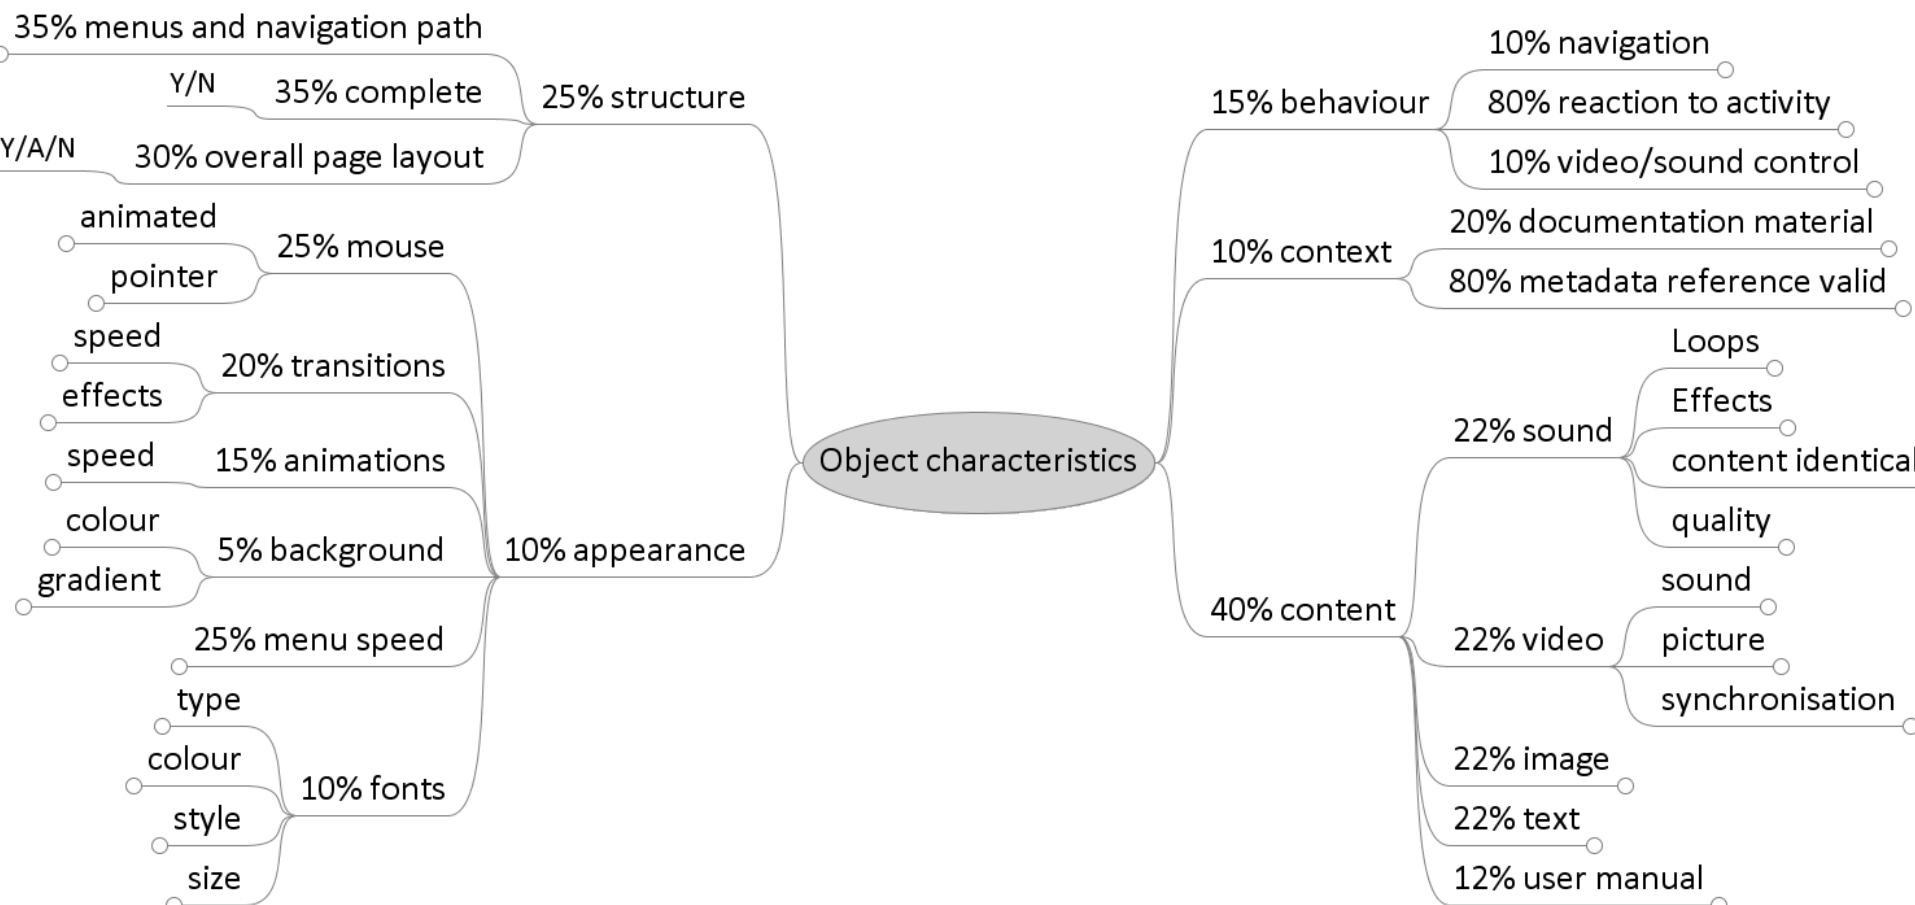 Object characteristics
25% structure
35% menus and navigation path
35% complete
Y/N
30% overall page layout
Y/A/N
10% appearance
25% mouse
animated
pointer
20% transitions
speed
effects
15% animations
speed
5% background
colour
gradient
25% menu speed
10% fonts
type
colour
style
size
15% behaviour
10% navigation
80% reaction to activity
10% video/sound control
10% context
20% documentation material
80% metadata reference valid
40% content
22% sound
Loops
Effects
content identical
quality
22% video
sound
picture
synchronisation
22% image
22% text
12% user manual